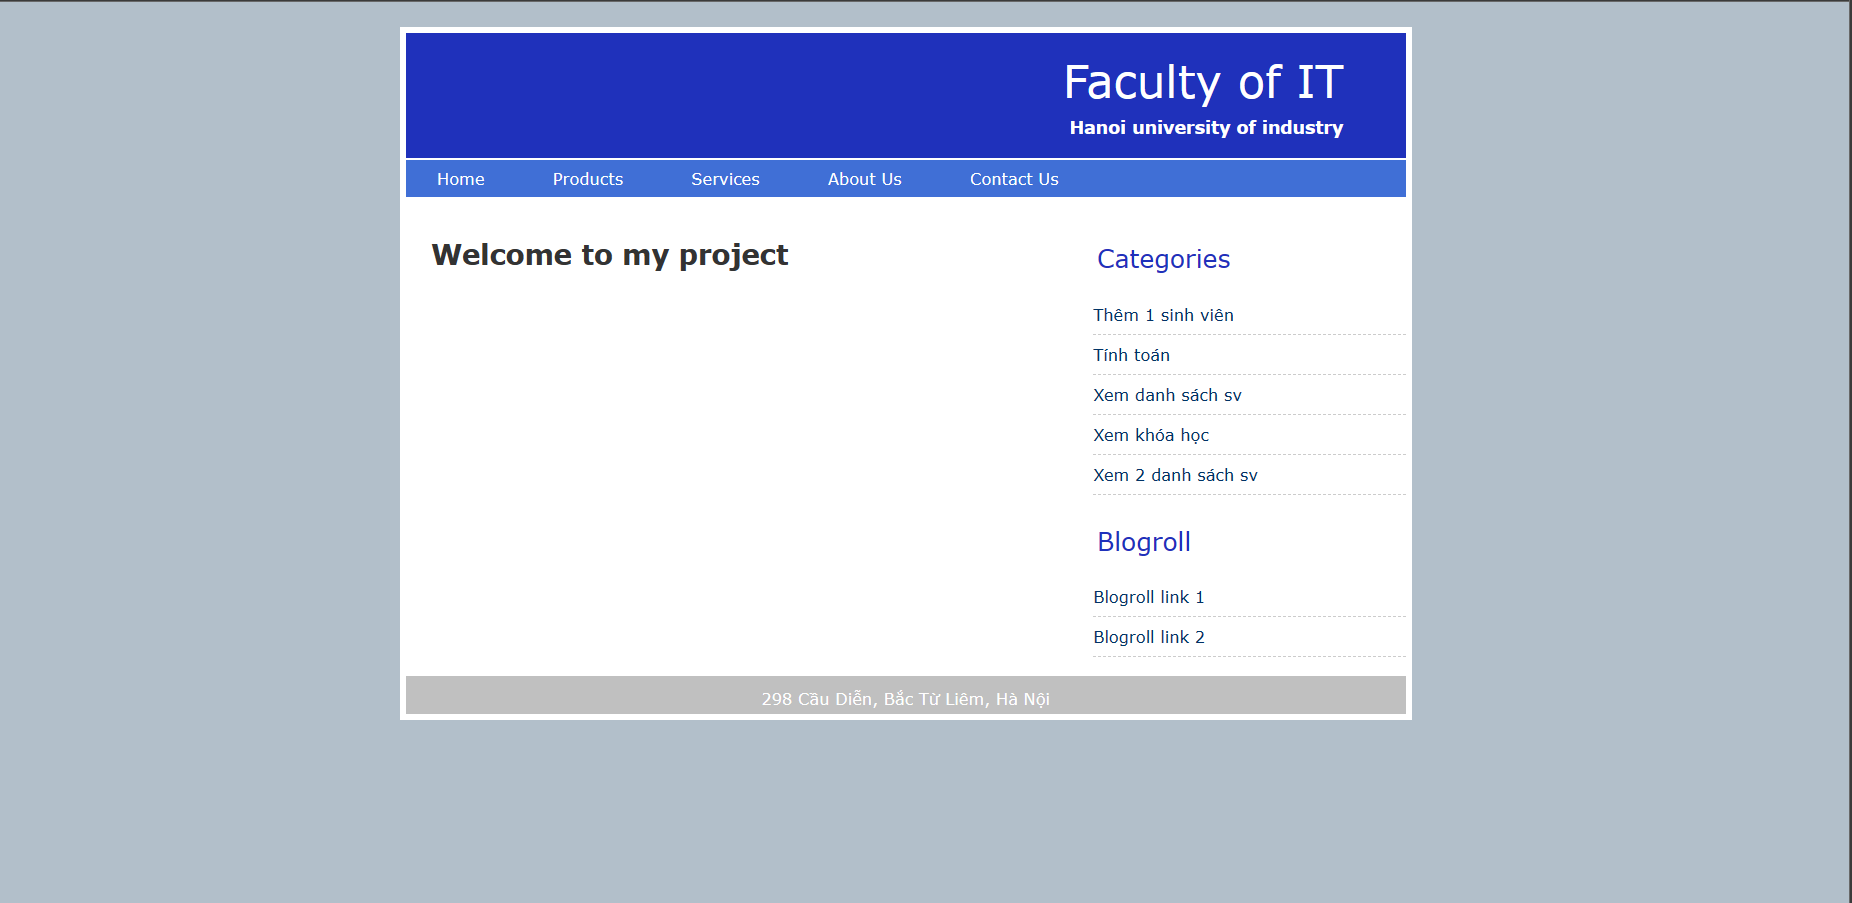 Faculty of IT
Hanoi university of industry
Home Products Services About Us Contact Us
Welcome to my project
Categories
Thêm 1 sinh viên
Tính toán
Xem danh sách sv
Xem khóa học
Xem 2 danh sách sv
Blogroll
Blogroll link 1
Blogroll link 2
298 Cầu Diễn, Bắc Từ Liêm, Hà Nội